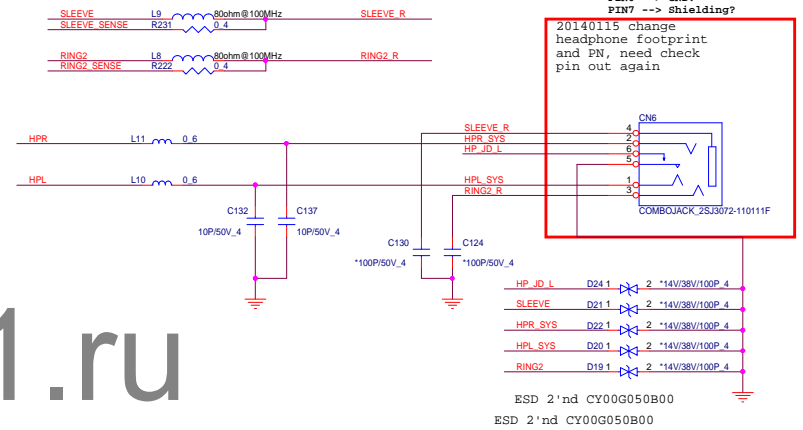 PIN7 --> Shielding?
SLEEVE L9 80ohm@100MHz SLEEVE_R
SLEEVE_SENSE R231 0_4
RING2 L8 80ohm@100MHz RING2_R
RING2_SENSE R222 0_4
20140115 change
headphone footprint
and PN, need check
pin out again
CN6
SLEEVE_R 4
HPR L11 0_6 HPR_SYS 2
HP_JD_L 6
5
HPL L10 0_6 HPL_SYS 1
RING2_R 3
COMBOJACK_2SJ3072-110111F
C132 C137
10P/50V_4 10P/50V_4
C130 C124
*100P/50V_4 *100P/50V_4
HP_JD_L D24 1 2 *14V/38V/100P_4
SLEEVE D21 1 2 *14V/38V/100P_4
HPR_SYS D22 1 2 *14V/38V/100P_4
HPL_SYS D20 1 2 *14V/38V/100P_4
RING2 D19 1 2 *14V/38V/100P_4
1.ru
ESD 2'nd CY00G050B00
ESD 2'nd CY00G050B00